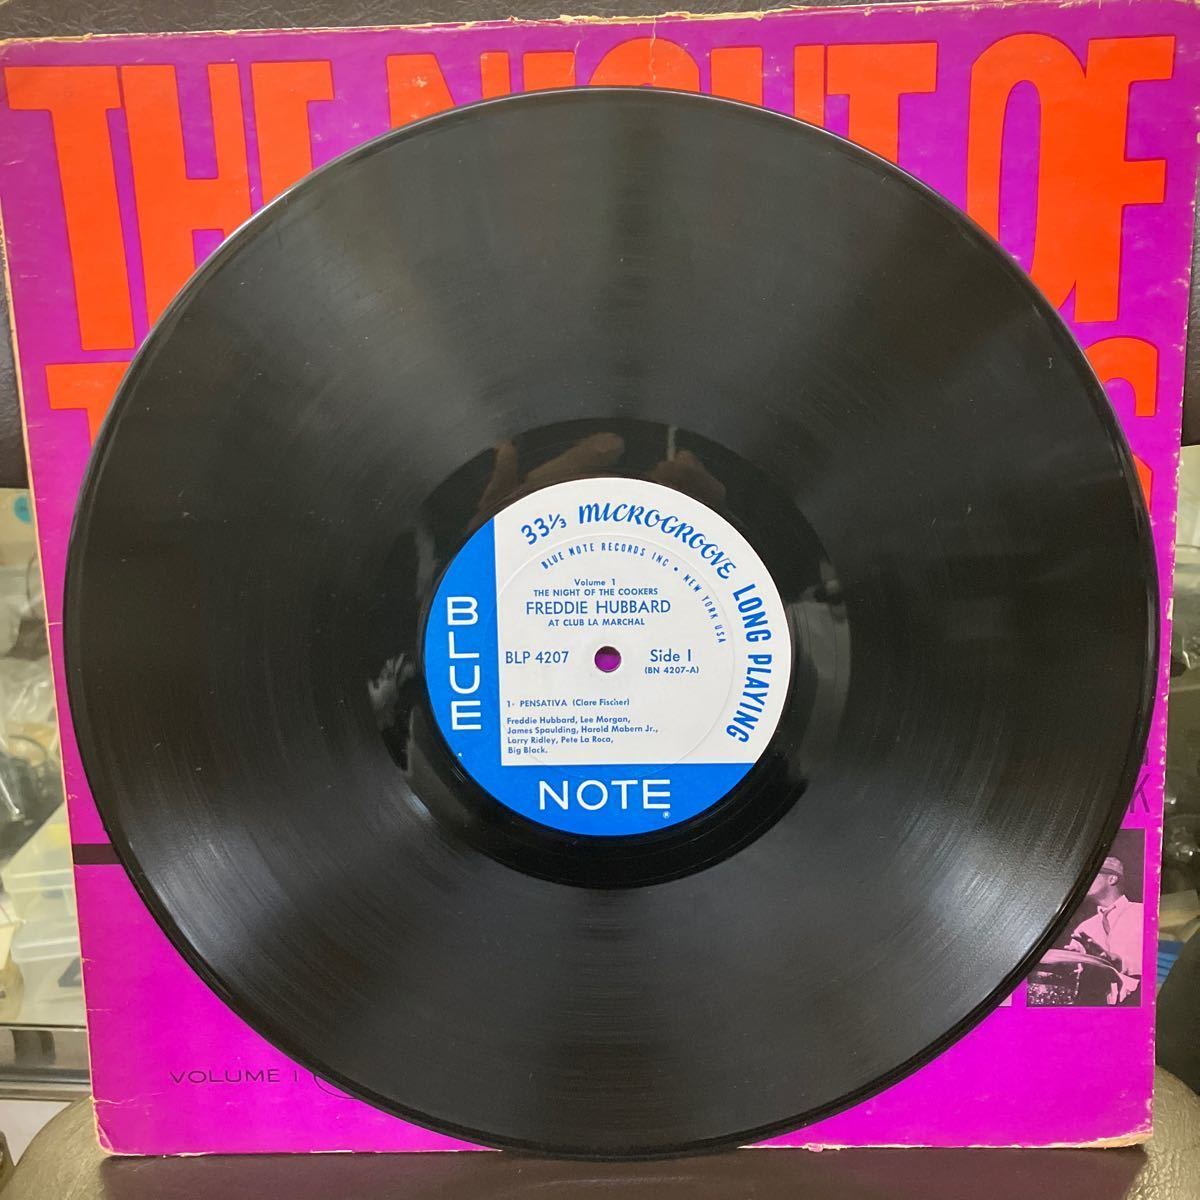 THE NIGHT OF
33⅓ MICROGROOVE LONG PLAYING
BLUE NOTE RECORDS INC • NEW YORK USA
Volume 1
THE NIGHT OF THE COOKERS
FREDDIE HUBBARD
AT CLUB LA MARCHAL
BLP 4207
Side 1
(BN 4207-A)
1- PENSATIVA (Clare Fischer)
Freddie Hubbard, Lee Morgan,
James Spaulding, Harold Mabern Jr.,
Larry Ridley, Pete La Roca,
Big Black.
BLUE
NOTE®
VOLUME 1